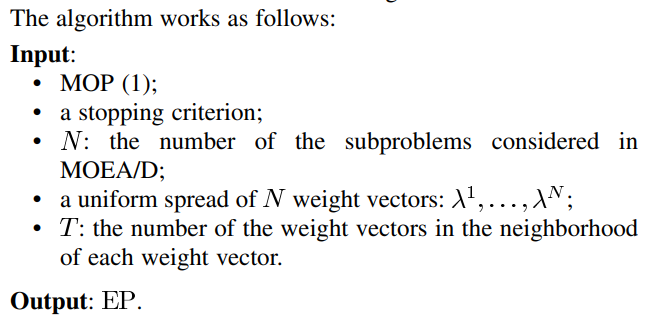 The algorithm works as follows:
Input:
• MOP (1);
• a stopping criterion;
• N: the number of the subproblems considered in
MOEA/D;
• a uniform spread of N weight vectors: λ¹, . . . , λᴺ;
• T: the number of the weight vectors in the neighborhood
of each weight vector.
Output: EP.